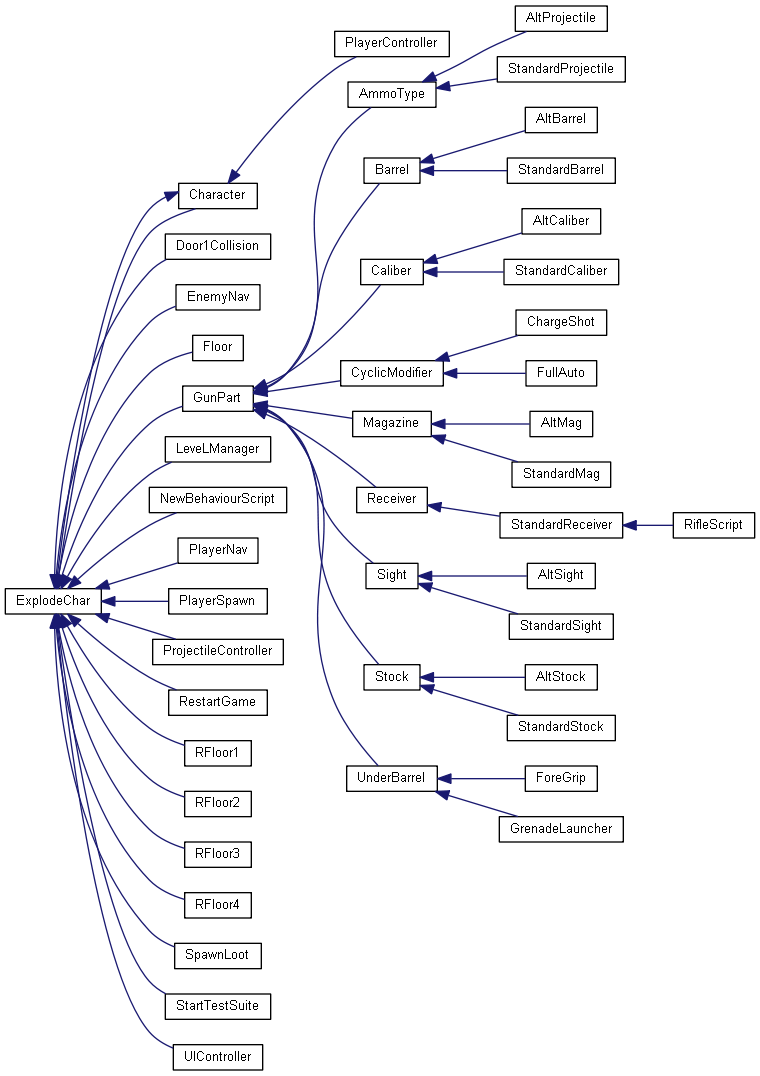 AltProjectile
PlayerController
StandardProjectile
AmmoType
AltBarrel
Barrel
StandardBarrel
Character
AltCaliber
Door1Collision
Caliber
StandardCaliber
EnemyNav
ChargeShot
Floor
CyclicModifier
FullAuto
GunPart
Magazine
AltMag
LeveLManager
StandardMag
NewBehaviourScript
Receiver
StandardReceiver
RifleScript
PlayerNav
Sight
AltSight
ExplodeChar
PlayerSpawn
StandardSight
ProjectileController
Stock
AltStock
RestartGame
StandardStock
RFloor1
UnderBarrel
ForeGrip
RFloor2
GrenadeLauncher
RFloor3
RFloor4
SpawnLoot
StartTestSuite
UIController